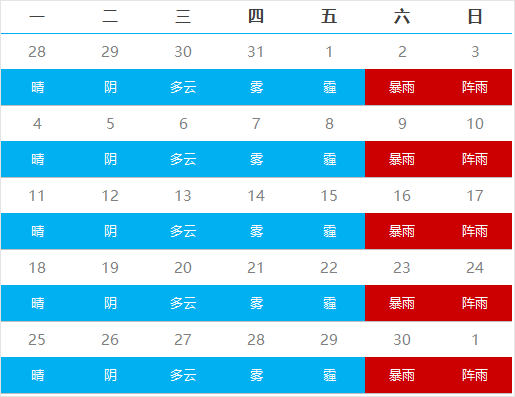 一 二 三 四 五 六 日
28 29 30 31 1 2 3
晴 阴 多云 雾 霾 暴雨 阵雨
4 5 6 7 8 9 10
晴 阴 多云 雾 霾 暴雨 阵雨
11 12 13 14 15 16 17
晴 阴 多云 雾 霾 暴雨 阵雨
18 19 20 21 22 23 24
晴 阴 多云 雾 霾 暴雨 阵雨
25 26 27 28 29 30 1
晴 阴 多云 雾 霾 暴雨 阵雨